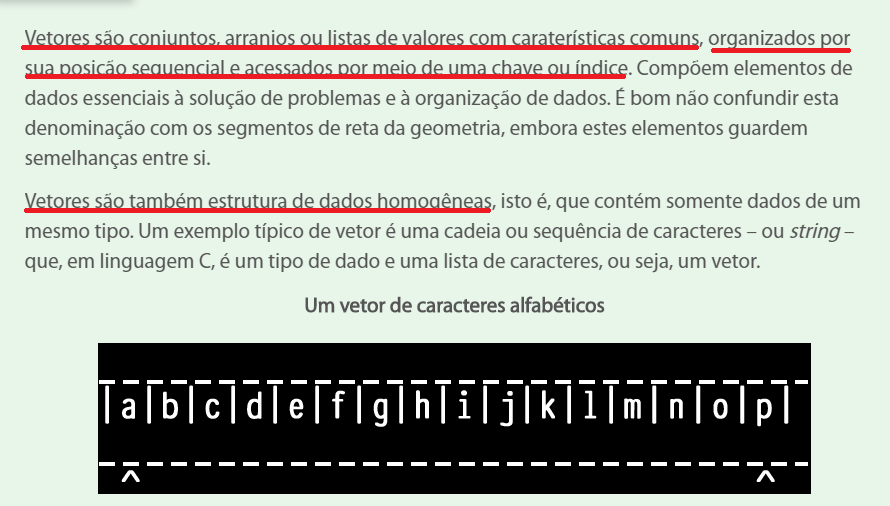 Vetores são conjuntos, arranjos ou listas de valores com caraterísticas comuns, organizados por
sua posição sequencial e acessados por meio de uma chave ou índice. Compõem elementos de
dados essenciais à solução de problemas e à organização de dados. É bom não confundir esta
denominação com os segmentos de reta da geometria, embora estes elementos guardem
semelhanças entre si.
Vetores são também estrutura de dados homogêneas, isto é, que contém somente dados de um
mesmo tipo. Um exemplo típico de vetor é uma cadeia ou sequência de caracteres – ou string –
que, em linguagem C, é um tipo de dado e uma lista de caracteres, ou seja, um vetor.
Um vetor de caracteres alfabéticos
|a|b|c|d|e|f|g|h|i|j|k|l|m|n|o|p|
^ ^